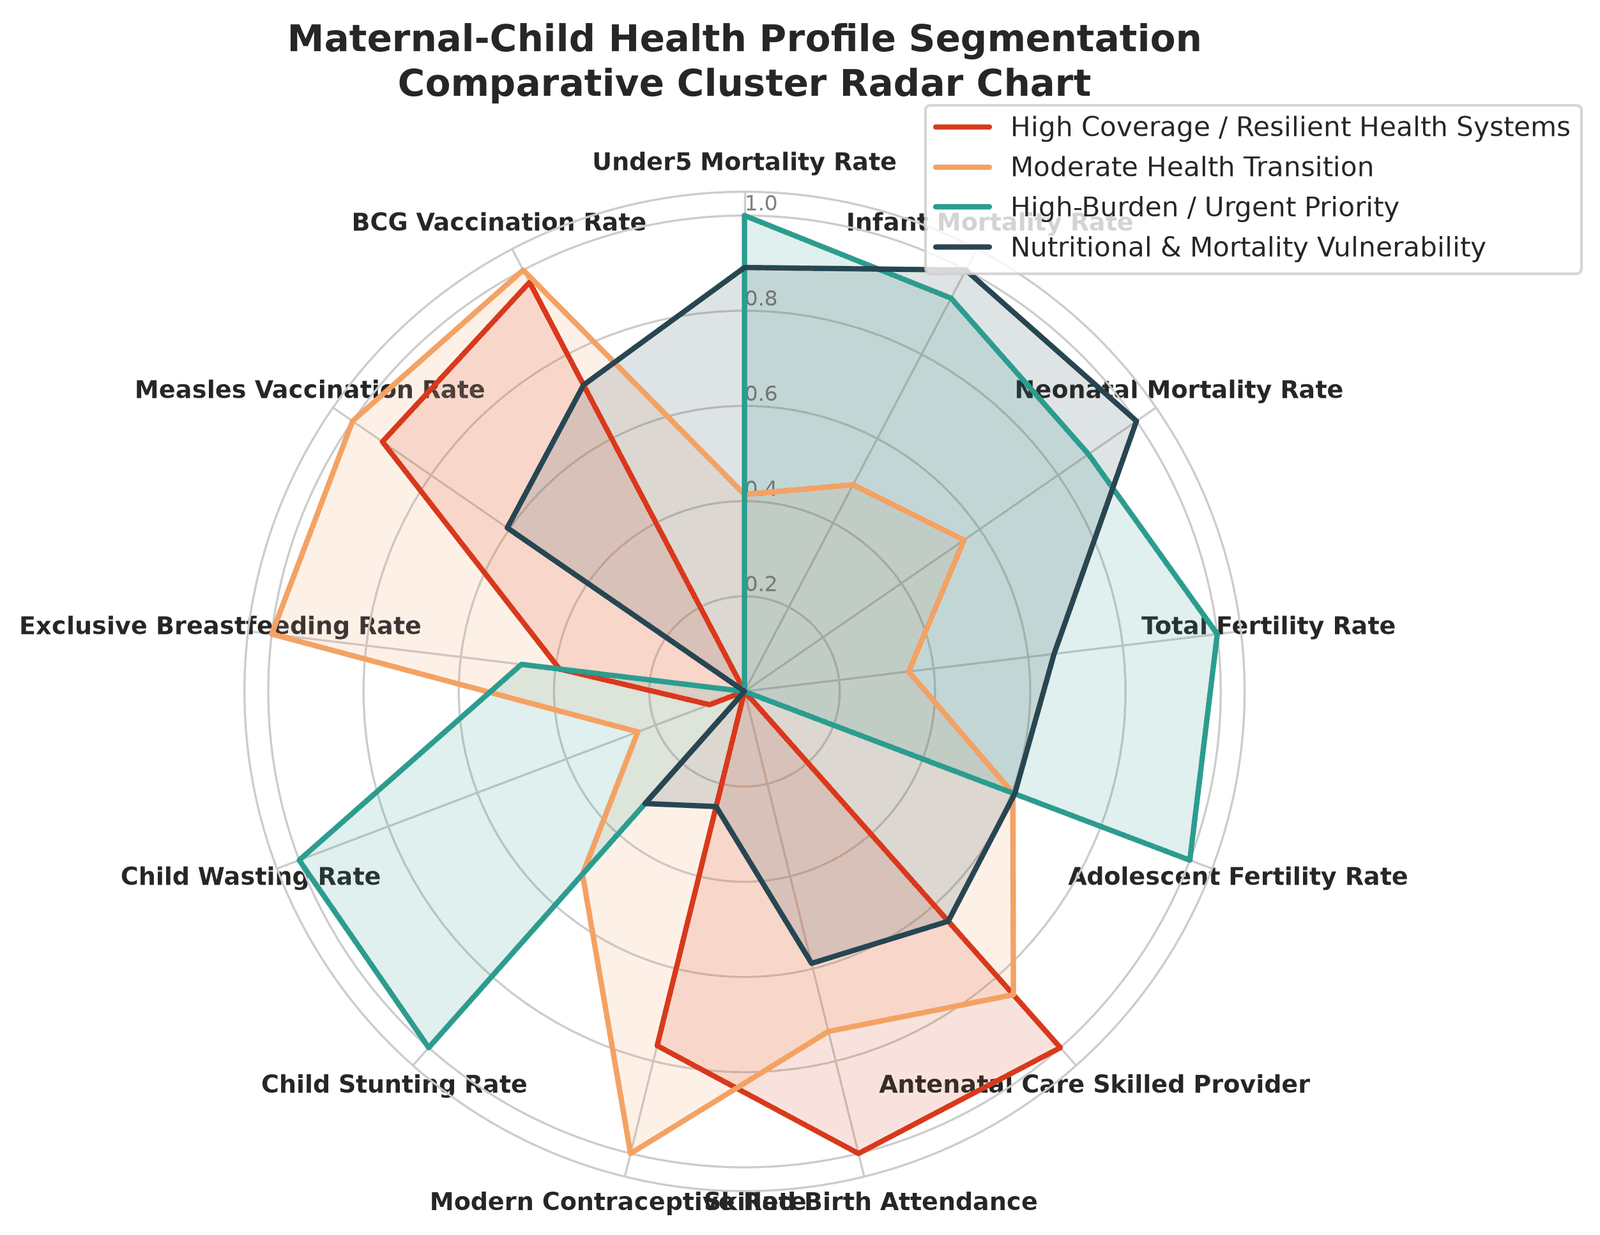 Maternal-Child Health Profile Segmentation
Comparative Cluster Radar Chart
High Coverage / Resilient Health Systems
Moderate Health Transition
High-Burden / Urgent Priority
Nutritional & Mortality Vulnerability
Under5 Mortality Rate
Infant Mortality Rate
Neonatal Mortality Rate
Total Fertility Rate
Adolescent Fertility Rate
Antenatal Care Skilled Provider
Skilled Birth Attendance
Modern Contraceptive Rate
Child Stunting Rate
Child Wasting Rate
Exclusive Breastfeeding Rate
Measles Vaccination Rate
BCG Vaccination Rate
1.0
0.8
0.6
0.4
0.2